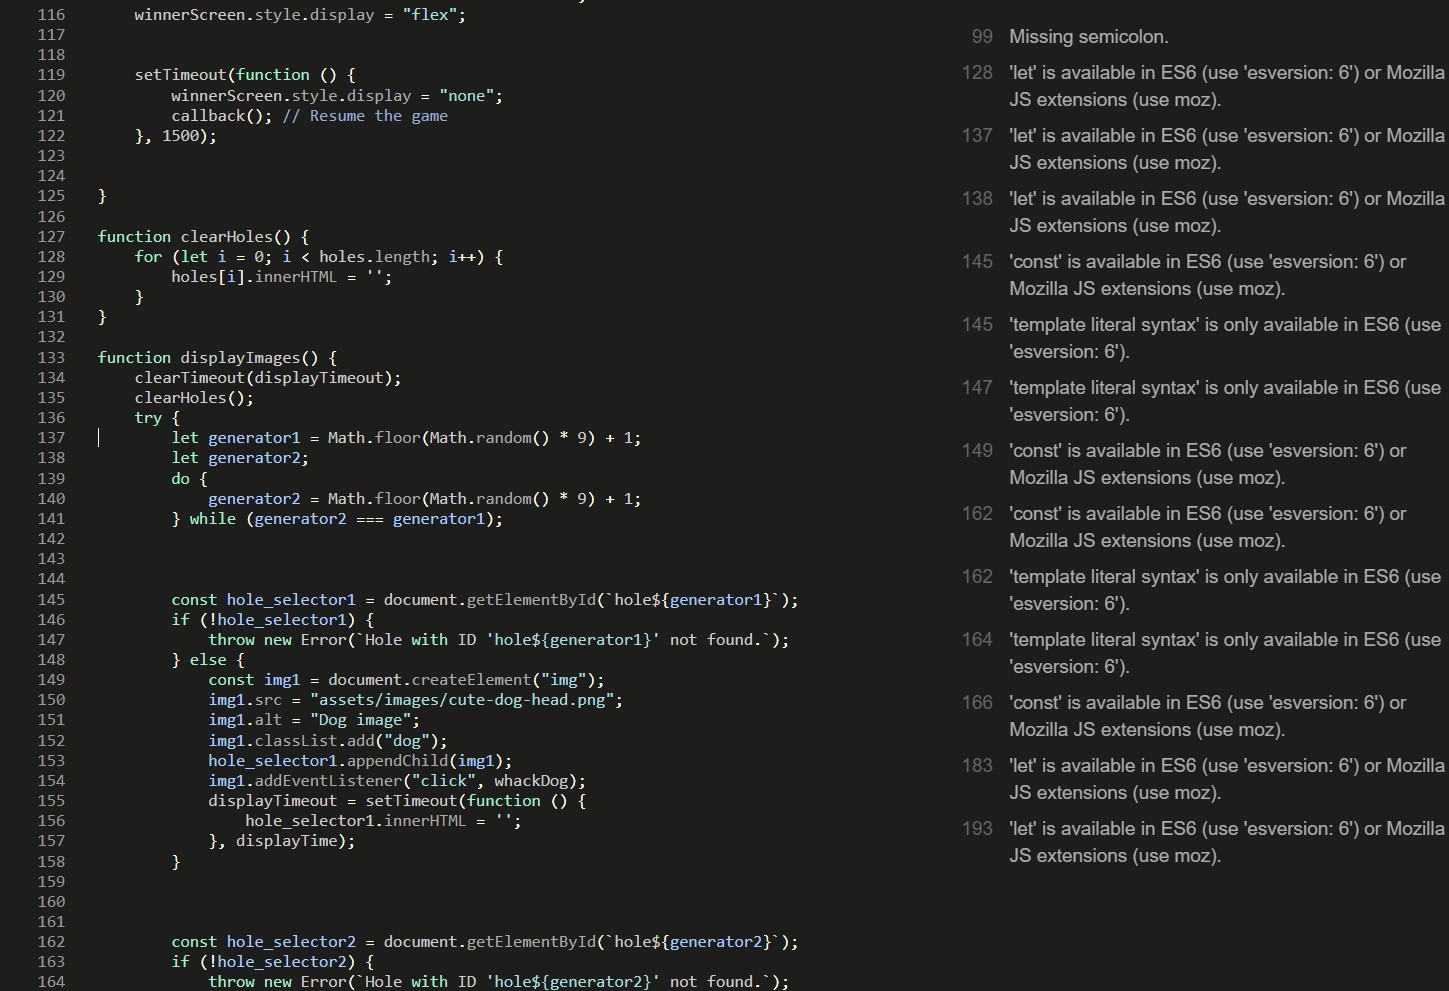 116 winnerScreen.style.display = "flex";
117
118
119 setTimeout(function () {
120 winnerScreen.style.display = "none";
121 callback(); // Resume the game
122 }, 1500);
123
124
125 }
126
127 function clearHoles() {
128 for (let i = 0; i < holes.length; i++) {
129 holes[i].innerHTML = '';
130 }
131 }
132
133 function displayImages() {
134 clearTimeout(displayTimeout);
135 clearHoles();
136 try {
137 let generator1 = Math.floor(Math.random() * 9) + 1;
138 let generator2;
139 do {
140 generator2 = Math.floor(Math.random() * 9) + 1;
141 } while (generator2 === generator1);
142
143
144
145 const hole_selector1 = document.getElementById(`hole${generator1}`);
146 if (!hole_selector1) {
147 throw new Error(`Hole with ID 'hole${generator1}' not found.`);
148 } else {
149 const img1 = document.createElement("img");
150 img1.src = "assets/images/cute-dog-head.png";
151 img1.alt = "Dog image";
152 img1.classList.add("dog");
153 hole_selector1.appendChild(img1);
154 img1.addEventListener("click", whackDog);
155 displayTimeout = setTimeout(function () {
156 hole_selector1.innerHTML = '';
157 }, displayTime);
158 }
159
160
161
162 const hole_selector2 = document.getElementById(`hole${generator2}`);
163 if (!hole_selector2) {
164 throw new Error(`Hole with ID 'hole${generator2}' not found.`);
99 Missing semicolon.
128 'let' is available in ES6 (use 'esversion: 6') or Mozilla
JS extensions (use moz).
137 'let' is available in ES6 (use 'esversion: 6') or Mozilla
JS extensions (use moz).
138 'let' is available in ES6 (use 'esversion: 6') or Mozilla
JS extensions (use moz).
145 'const' is available in ES6 (use 'esversion: 6') or
Mozilla JS extensions (use moz).
145 'template literal syntax' is only available in ES6 (use
'esversion: 6').
147 'template literal syntax' is only available in ES6 (use
'esversion: 6').
149 'const' is available in ES6 (use 'esversion: 6') or
Mozilla JS extensions (use moz).
162 'const' is available in ES6 (use 'esversion: 6') or
Mozilla JS extensions (use moz).
162 'template literal syntax' is only available in ES6 (use
'esversion: 6').
164 'template literal syntax' is only available in ES6 (use
'esversion: 6').
166 'const' is available in ES6 (use 'esversion: 6') or
Mozilla JS extensions (use moz).
183 'let' is available in ES6 (use 'esversion: 6') or Mozilla
JS extensions (use moz).
193 'let' is available in ES6 (use 'esversion: 6') or Mozilla
JS extensions (use moz).